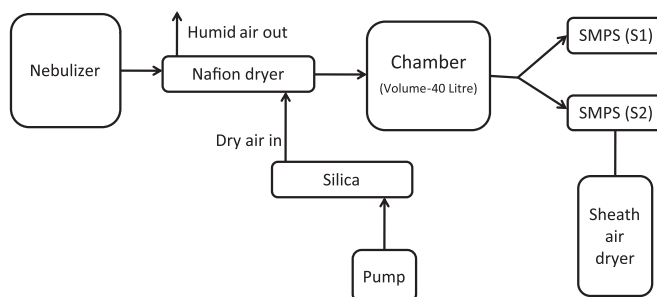 Humid air out
SMPS (S1)
Nebulizer
Nafion dryer
Chamber
(Volume-40 Litre)
SMPS (S2)
Dry air in
Silica
Sheath
air
dryer
Pump